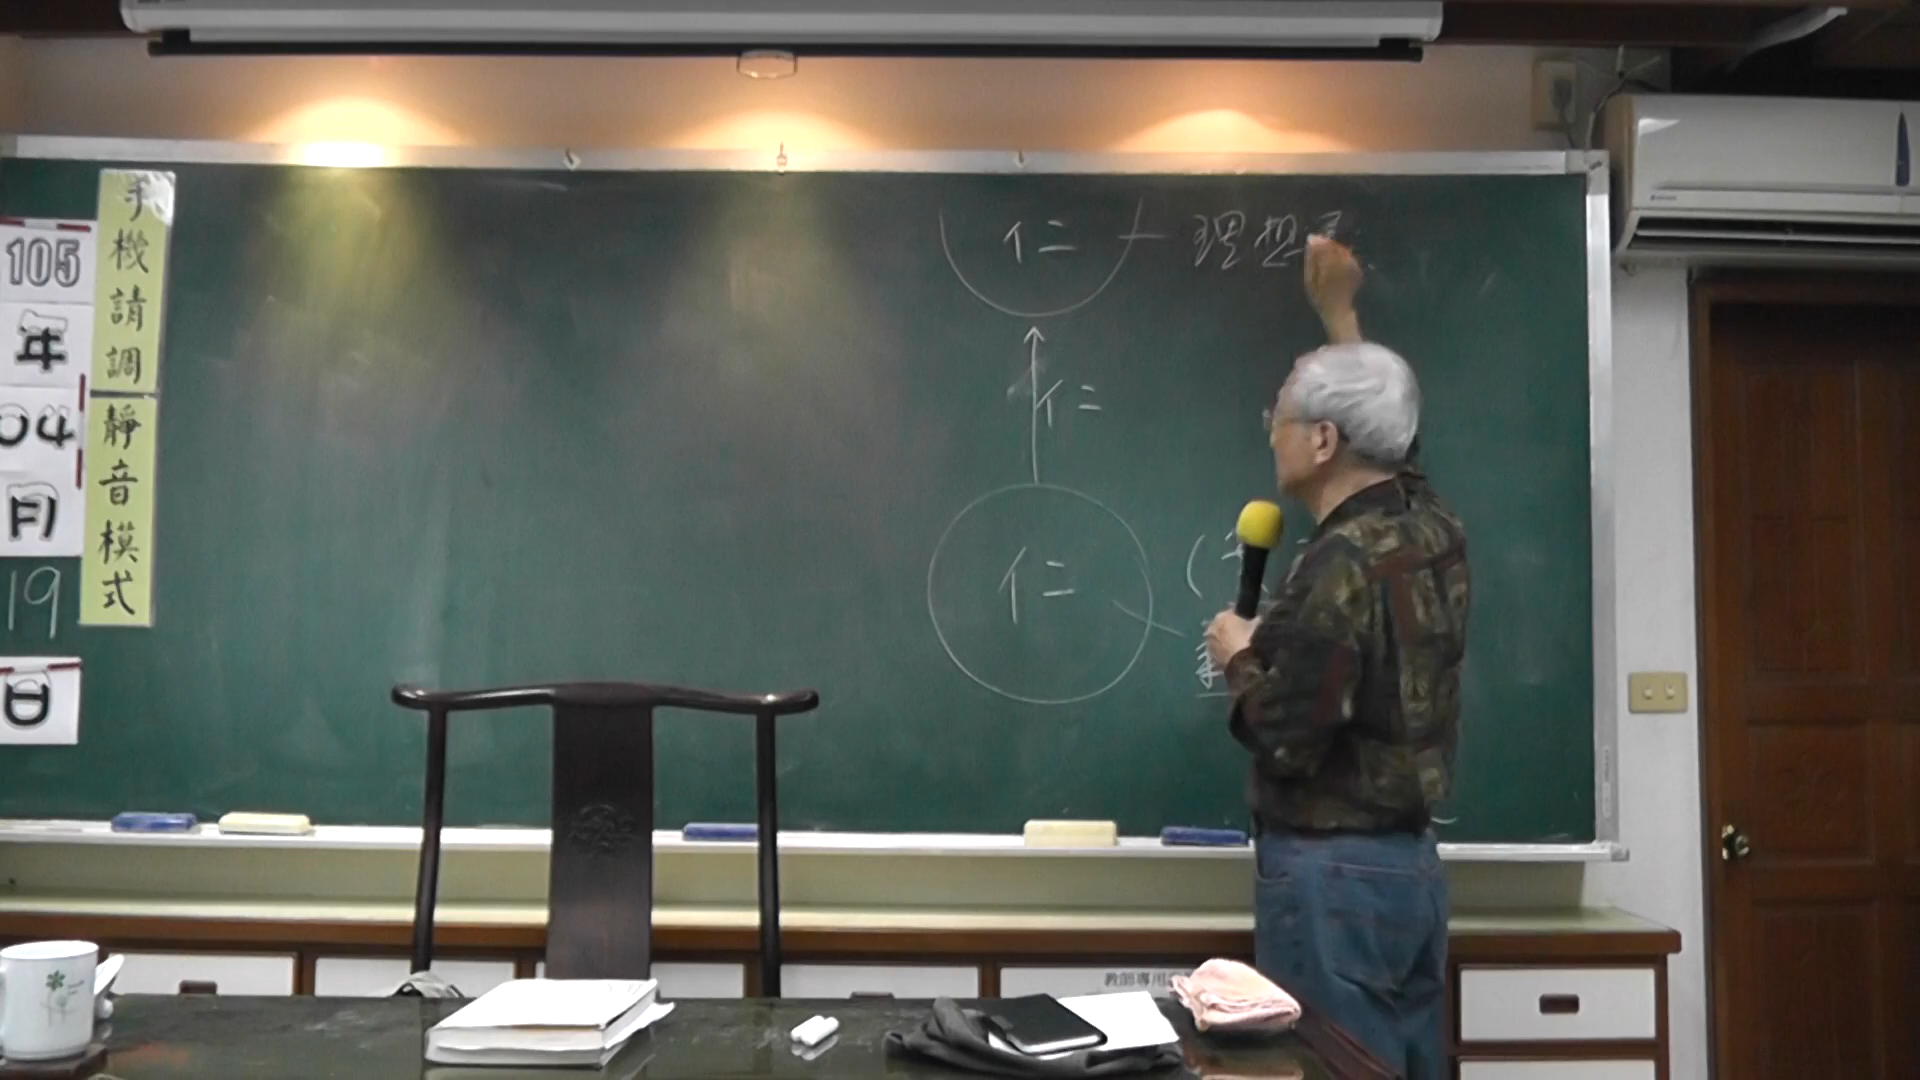 手機請調
靜音模式
105
年
04
月
19
日
仁
理想
仁
仁
教師專用